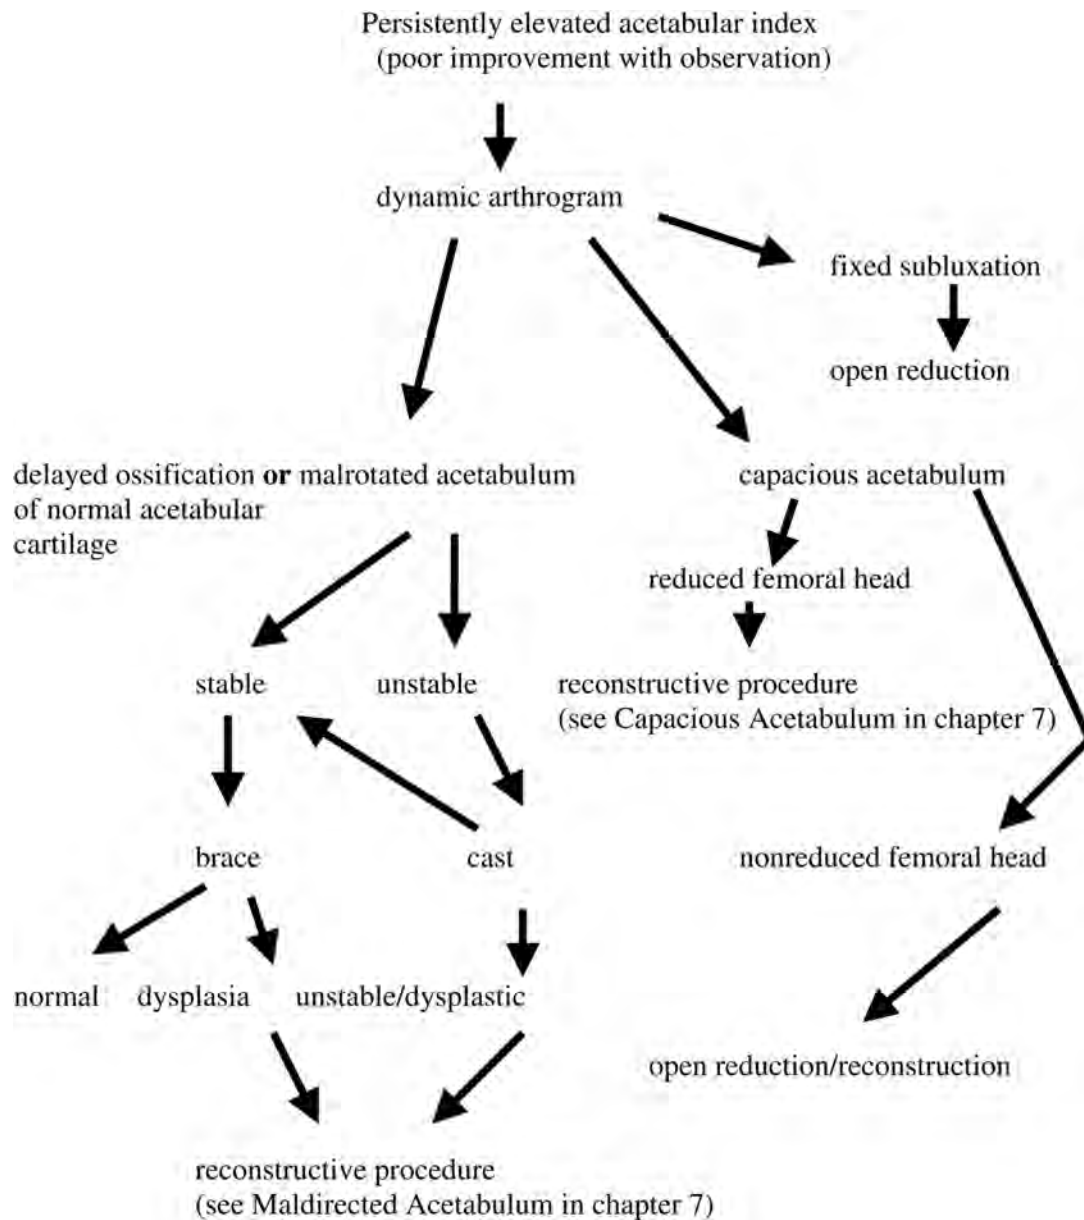 Persistently elevated acetabular index
(poor improvement with observation)
dynamic arthrogram
fixed subluxation
open reduction
delayed ossification or malrotated acetabulum
of normal acetabular
cartilage
capacious acetabulum
reduced femoral head
stable
unstable
reconstructive procedure
(see Capacious Acetabulum in chapter 7)
brace
cast
nonreduced femoral head
normal
dysplasia
unstable/dysplastic
open reduction/reconstruction
reconstructive procedure
(see Maldirected Acetabulum in chapter 7)